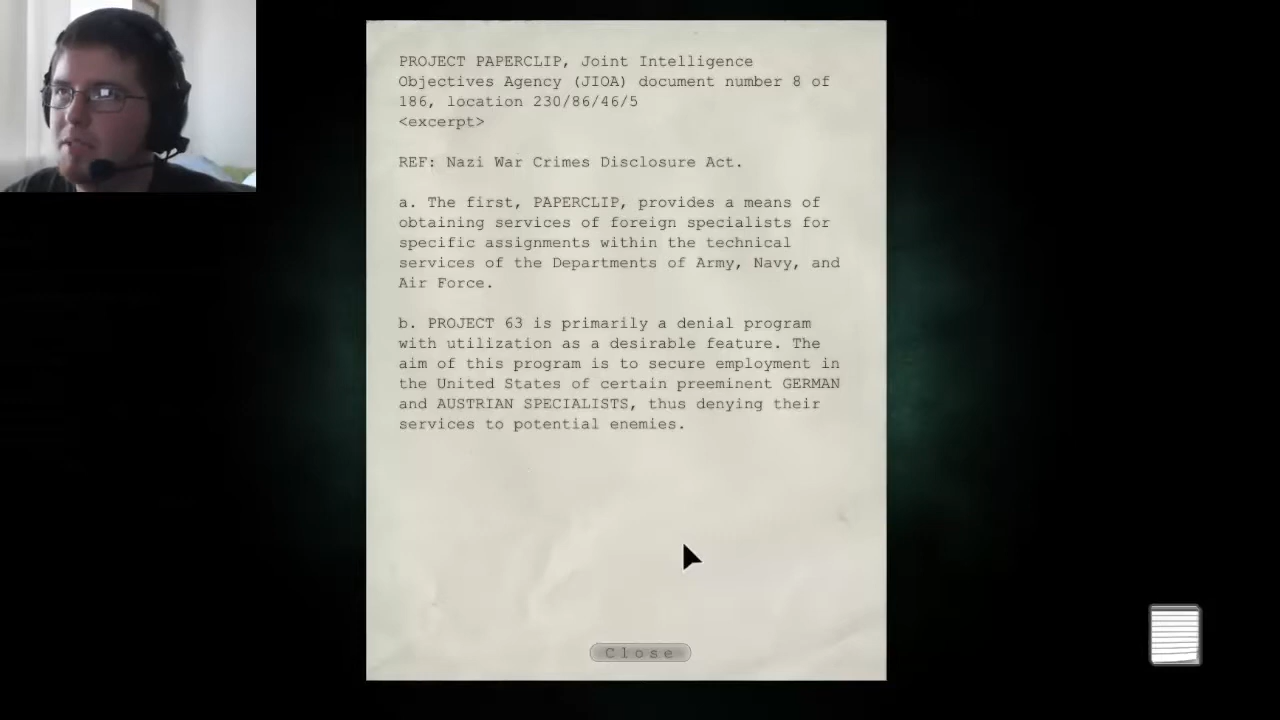 PROJECT PAPERCLIP, Joint Intelligence
Objectives Agency (JIOA) document number 8 of
186, location 230/86/46/5
<excerpt>
REF: Nazi War Crimes Disclosure Act.
a. The first, PAPERCLIP, provides a means of
obtaining services of foreign specialists for
specific assignments within the technical
services of the Departments of Army, Navy, and
Air Force.
b. PROJECT 63 is primarily a denial program
with utilization as a desirable feature. The
aim of this program is to secure employment in
the United States of certain preeminent GERMAN
and AUSTRIAN SPECIALISTS, thus denying their
services to potential enemies.
Close